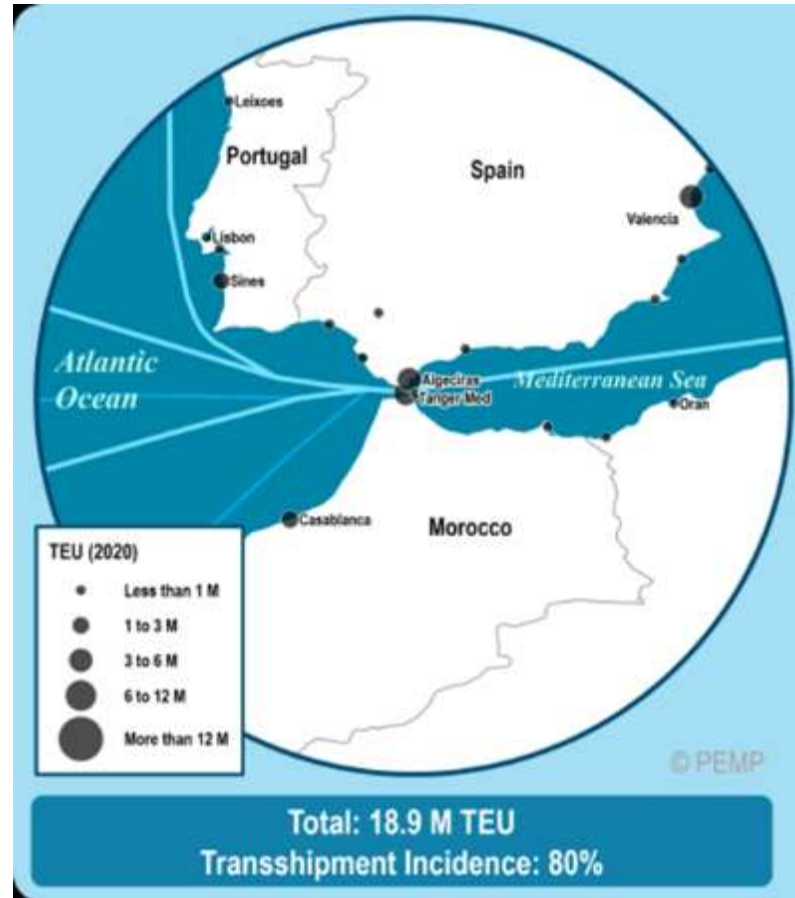 Leixoes
Portugal
Spain
Valencia
Lisbon
Sines
Atlantic
Ocean
Algeciras
Tanger Med
Mediterranean Sea
Oran
Casablanca
Morocco
TEU (2020)
Less than 1 M
1 to 3 M
3 to 6 M
6 to 12 M
More than 12 M
© PEMP
Total: 18.9 M TEU
Transshipment Incidence: 80%